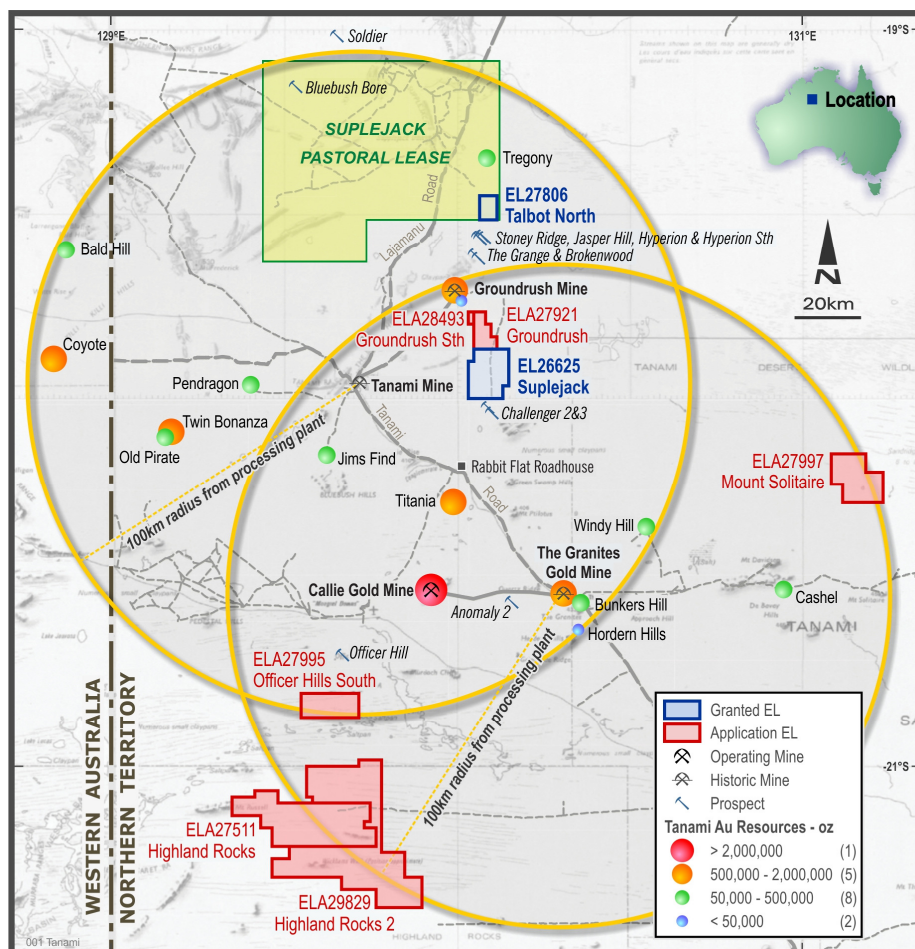 129°E
131°E
-19°S
Soldier
Bluebush Bore
SUPLEJACK
PASTORAL LEASE
Location
Tregony
EL27806
Talbot North
Lajamanu
Road
Stoney Ridge, Jasper Hill, Hyperion & Hyperion Sth
The Grange & Brokenwood
Bald Hill
N
20km
Groundrush Mine
ELA28493
Groundrush Sth
ELA27921
Groundrush
Coyote
EL26625
Suplejack
TANAMI
DESERT
Pendragon
Tanami Mine
Challenger 2&3
Tanami
Road
Twin Bonanza
Old Pirate
100km radius from processing plant
Jims Find
Rabbit Flat Roadhouse
BLUEBUSH HILLS
ELA27997
Mount Solitaire
Titania
Windy Hill
The Granites
Gold Mine
Callie Gold Mine
Anomaly 2
Bunkers Hill
Cashel
Hordern Hills
TANAMI
Officer Hill
ELA27995
Officer Hills South
100km radius from processing plant
WESTERN AUSTRALIA
NORTHERN TERRITORY
-21°S
ELA27511
Highland Rocks
ELA29829
Highland Rocks 2
Granted EL
Application EL
Operating Mine
Historic Mine
Prospect
Tanami Au Resources - oz
> 2,000,000 (1)
500,000 - 2,000,000 (5)
50,000 - 500,000 (8)
< 50,000 (2)
001 Tanami
HIGHLAND ROCKS